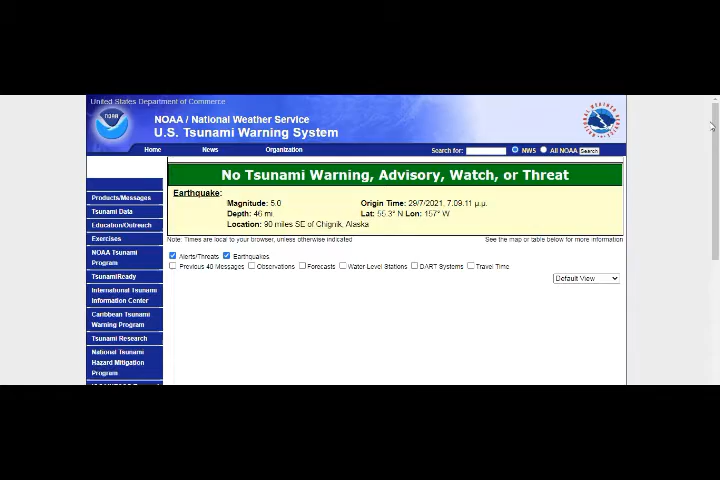 United States Department of Commerce
NOAA / National Weather Service
U.S. Tsunami Warning System
Home News Organization Search for: NWS All NOAA Search
No Tsunami Warning, Advisory, Watch, or Threat
Earthquake:
Magnitude: 5.0 Origin Time: 29/7/2021, 7.09.11 μ.μ.
Depth: 46 mi. Lat: 55.3° N Lon: 157° W
Location: 90 miles SE of Chignik, Alaska
Note: Times are local to your browser, unless otherwise indicated See the map or table below for more information
Alerts/Threats Earthquakes
Previous 48 Messages Observations Forecasts Water Level Stations DART Systems Travel Time
Default View
Products/Messages
Tsunami Data
Education/Outreach
Exercises
NOAA Tsunami
Program
TsunamiReady
International Tsunami
Information Center
Caribbean Tsunami
Warning Program
Tsunami Research
National Tsunami
Hazard Mitigation
Program